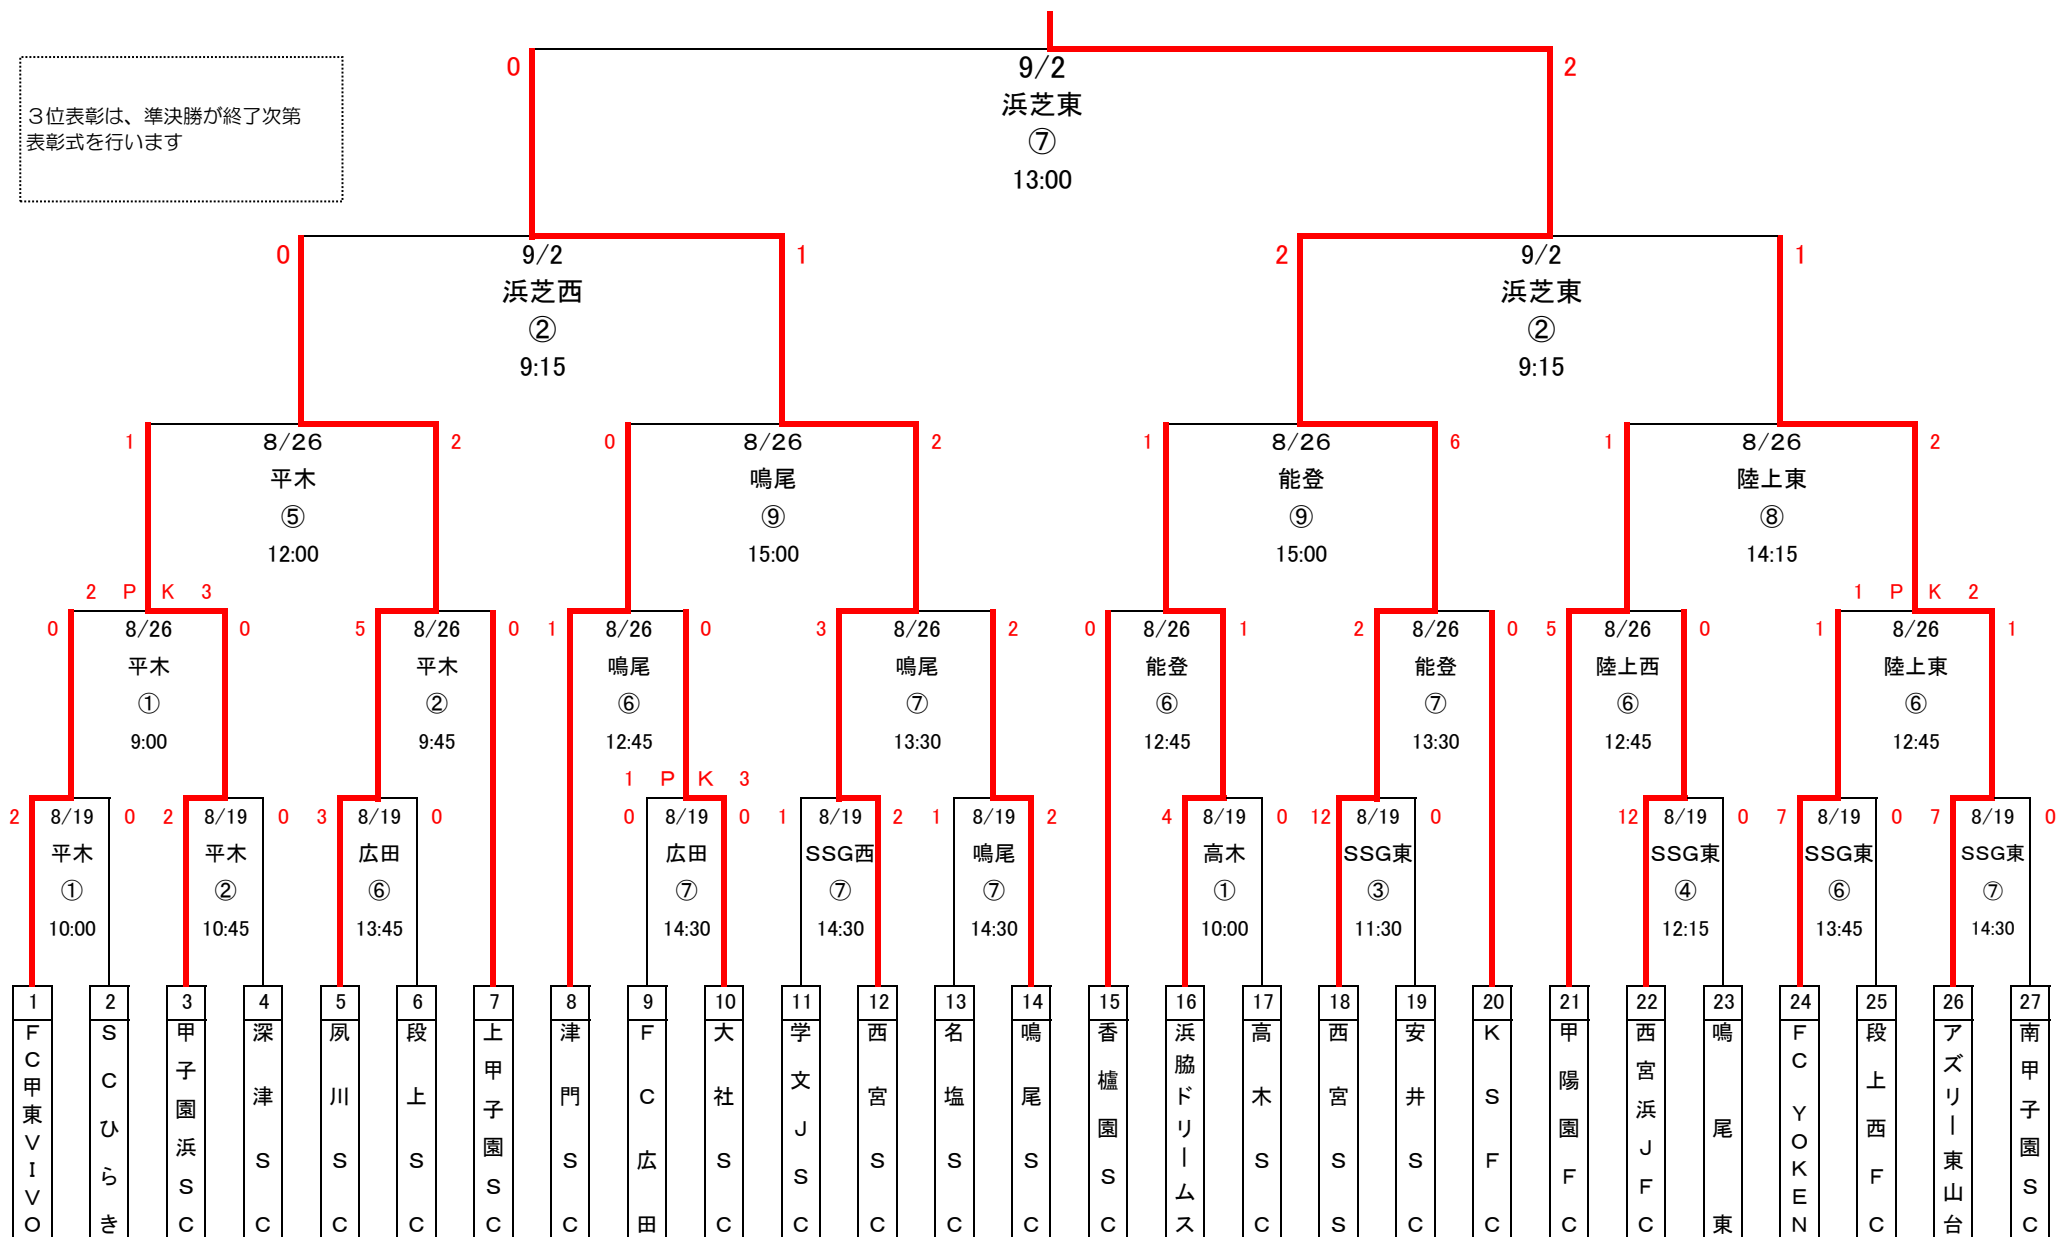 0
9/2
2
浜芝東
⑦
13:00
３位表彰は、準決勝が終了次第
表彰式を行います
0
9/2
1
2
9/2
1
浜芝西
浜芝東
②
②
9:15
9:15
1
8/26
2
0
8/26
2
1
8/26
6
1
8/26
2
平木
鳴尾
能登
陸上東
⑤
⑨
⑨
⑧
12:00
15:00
15:00
14:15
2 P K 3
1 P K 2
0
8/26
0
5
8/26
0
1
8/26
0
3
8/26
2
0
8/26
1
2
8/26
0
5
8/26
0
1
8/26
1
平木
平木
鳴尾
鳴尾
能登
能登
陸上西
陸上東
①
②
⑥
⑦
⑥
⑦
⑥
⑥
9:00
9:45
12:45
13:30
12:45
13:30
12:45
12:45
1 P K 3
2
8/19
0
2
8/19
0
3
8/19
0
0
8/19
0
1
8/19
2
1
8/19
2
4
8/19
0
12
8/19
0
12
8/19
0
7
8/19
0
7
8/19
0
平木
平木
広田
広田
SSG西
鳴尾
高木
SSG東
SSG東
SSG東
SSG東
①
②
⑥
⑦
⑦
⑦
①
③
④
⑥
⑦
10:00
10:45
13:45
14:30
14:30
14:30
10:00
11:30
12:15
13:45
14:30
1
FC甲東VIVO
2
SCひらき
3
甲子園浜SC
4
深津SC
5
夙川SC
6
段上SC
7
上甲子園SC
8
津門SC
9
FC広田
10
大社SC
11
学文JSC
12
西宮SC
13
名塩SC
14
鳴尾SC
15
香櫨園SC
16
浜脇ドリームス
17
高木SC
18
西宮SS
19
安井SC
20
KSFC
21
甲陽園FC
22
西宮浜JFC
23
鳴尾東
24
FC YOKEN
25
段上西FC
26
アズリー東山台
27
南甲子園SC